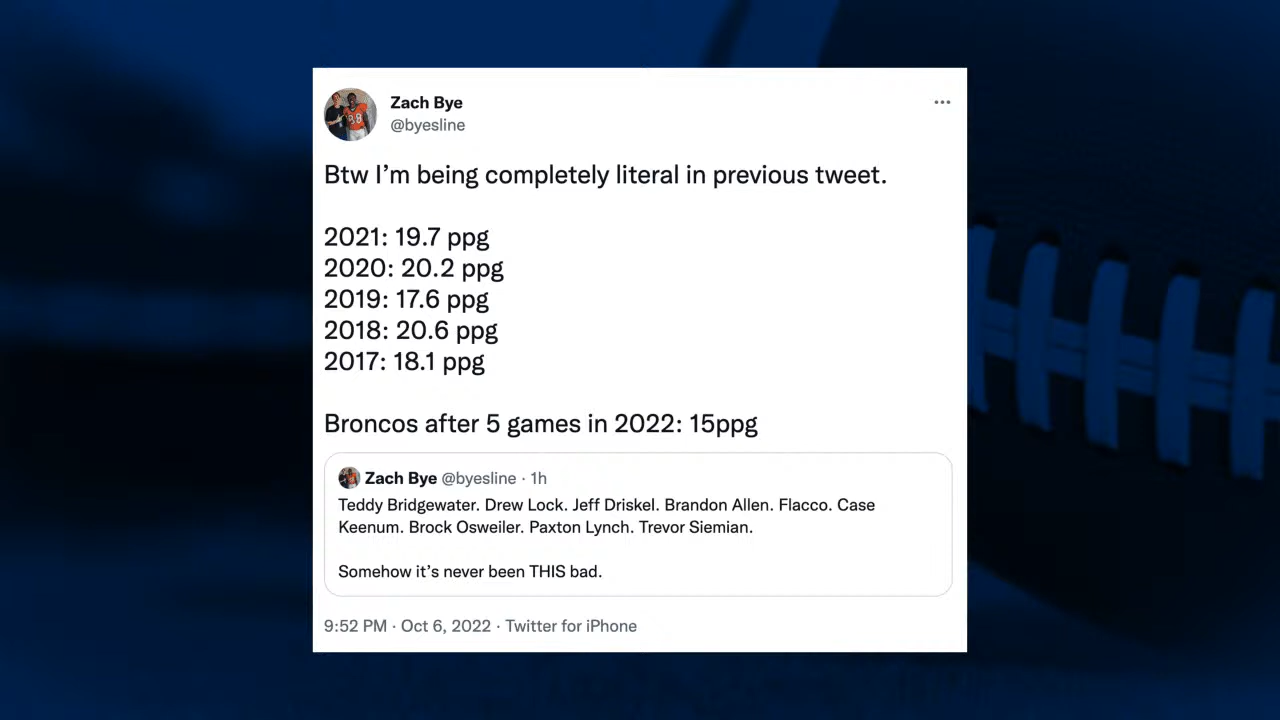 Zach Bye
@byesline
Btw I’m being completely literal in previous tweet.
2021: 19.7 ppg
2020: 20.2 ppg
2019: 17.6 ppg
2018: 20.6 ppg
2017: 18.1 ppg
Broncos after 5 games in 2022: 15ppg
Zach Bye @byesline · 1h
Teddy Bridgewater. Drew Lock. Jeff Driskel. Brandon Allen. Flacco. Case
Keenum. Brock Osweiler. Paxton Lynch. Trevor Siemian.
Somehow it’s never been THIS bad.
9:52 PM · Oct 6, 2022 · Twitter for iPhone